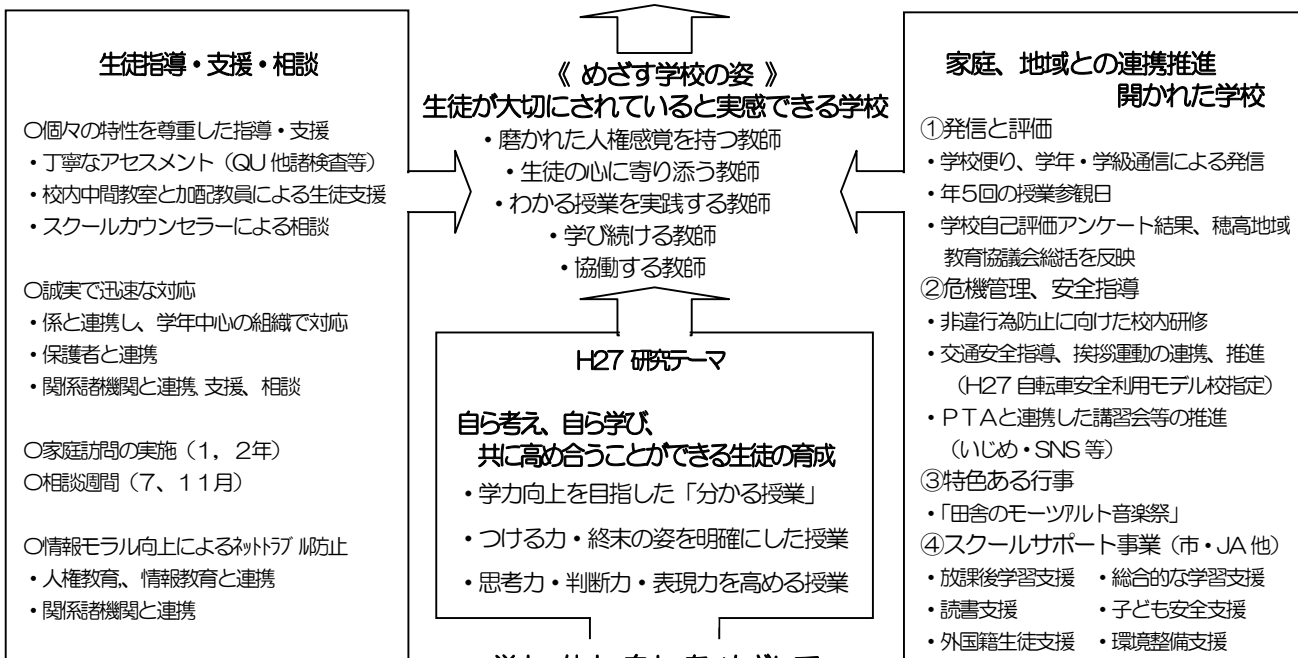 生徒指導・支援・相談
〇個々の特性を尊重した指導・支援
・丁寧なアセスメント（QU他諸検査等）
・校内中間教室と加配教員による生徒支援
・スクールカウンセラーによる相談
〇誠実で迅速な対応
・係と連携し、学年中心の組織で対応
・保護者と連携
・関係諸機関と連携、支援、相談
〇家庭訪問の実施（1，2年）
〇相談週間（7、11月）
〇情報モラル向上によるﾈｯﾄﾄﾗﾌﾞﾙ防止
・人権教育、情報教育と連携
・関係諸機関と連携
《 めざす学校の姿 》
生徒が大切にされていると実感できる学校
・磨かれた人権感覚を持つ教師
・生徒の心に寄り添う教師
・わかる授業を実践する教師
・学び続ける教師
・協働する教師
H27 研究テーマ
自ら考え、自ら学び、
共に高め合うことができる生徒の育成
・学力向上を目指した「分かる授業」
・つける力・終末の姿を明確にした授業
・思考力・判断力・表現力を高める授業
家庭、地域との連携推進
開かれた学校
①発信と評価
・学校便り、学年・学級通信による発信
・年5回の授業参観日
・学校自己評価アンケート結果、穂高地域
教育協議会総括を反映
②危機管理、安全指導
・非違行為防止に向けた校内研修
・交通安全指導、挨拶運動の連携、推進
（H27 自転車安全利用モデル校指定）
・ＰＴＡと連携した講習会等の推進
（いじめ・SNS 等）
③特色ある行事
・「田舎のモーツァルト音楽祭」
④スクールサポート事業（市・JA 他）
・放課後学習支援 ・総合的な学習支援
・読書支援 ・子ども安全支援
・外国籍生徒支援 ・環境整備支援